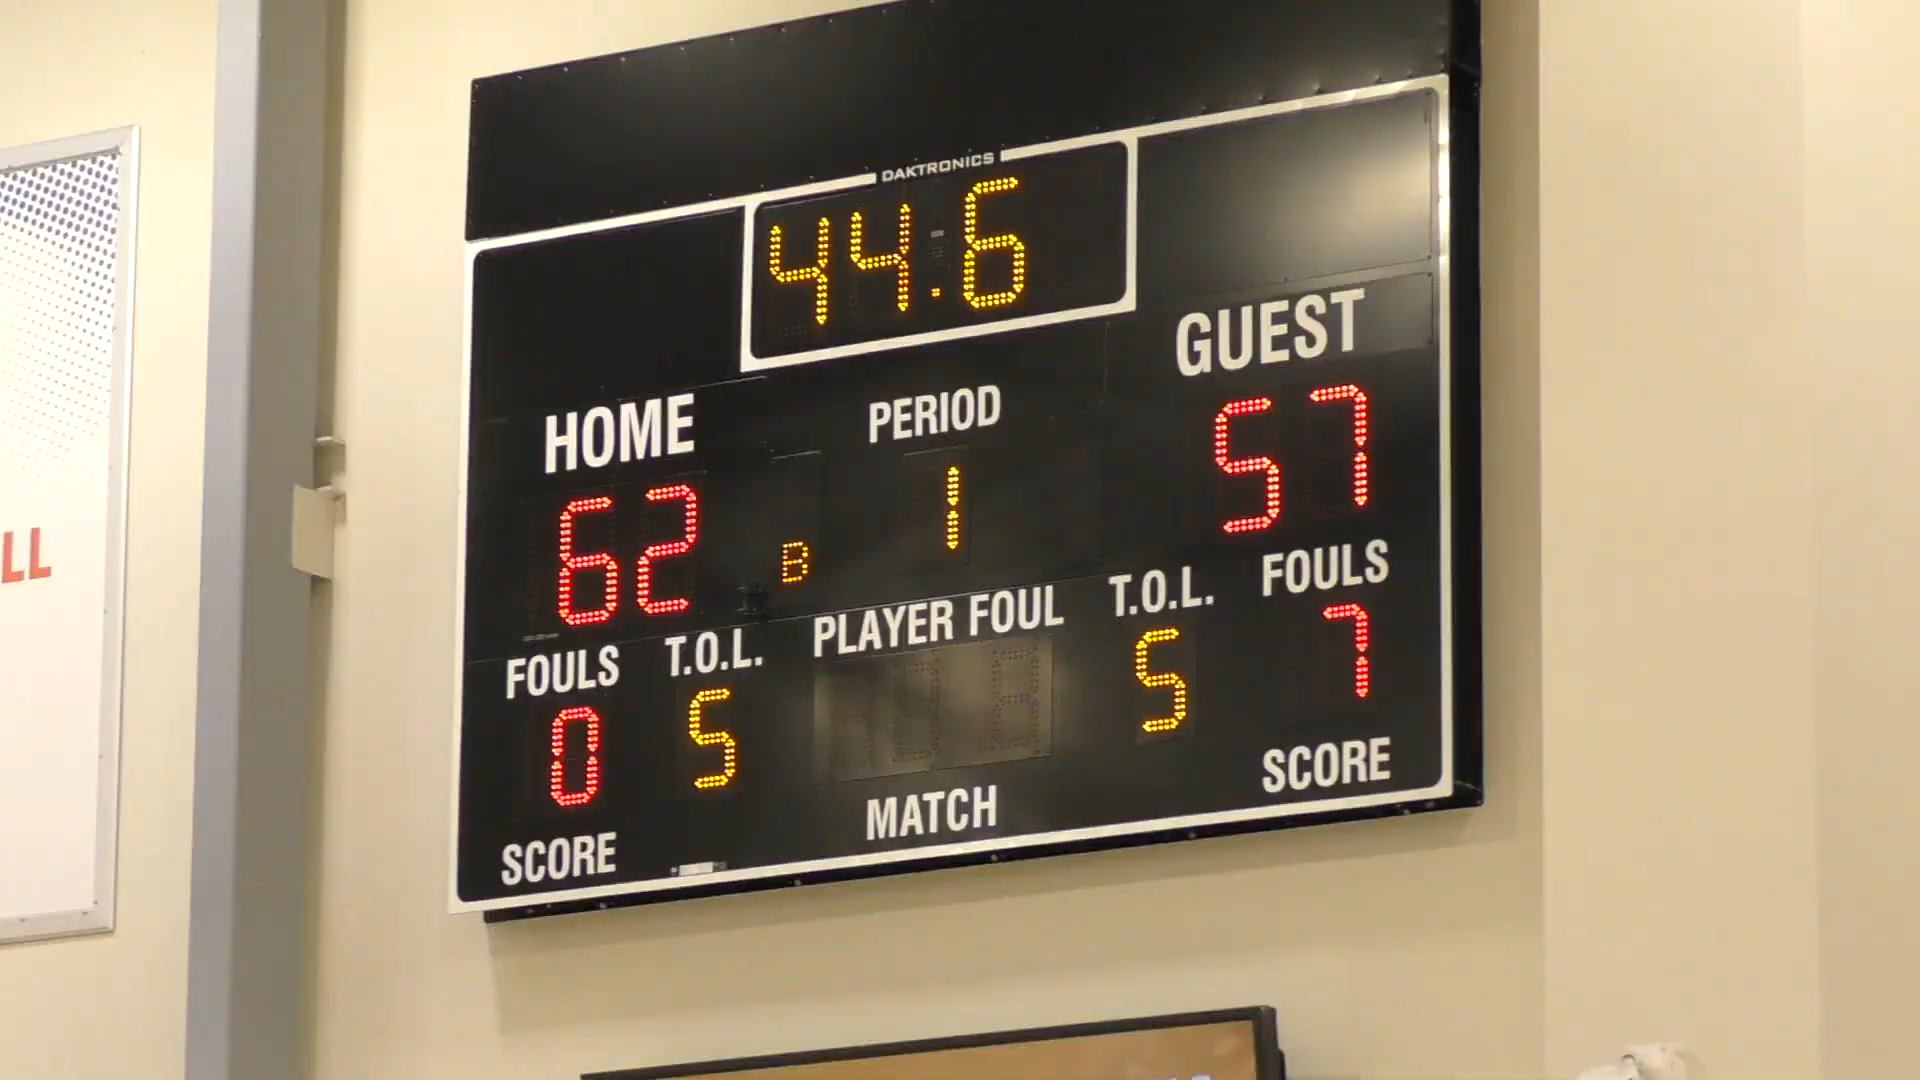 DAKTRONICS
44.6
GUEST
HOME
PERIOD
57
62
B
1
FOULS
T.O.L.
PLAYER FOUL
T.O.L.
FOULS
0
5
5
7
SCORE
MATCH
SCORE
LL